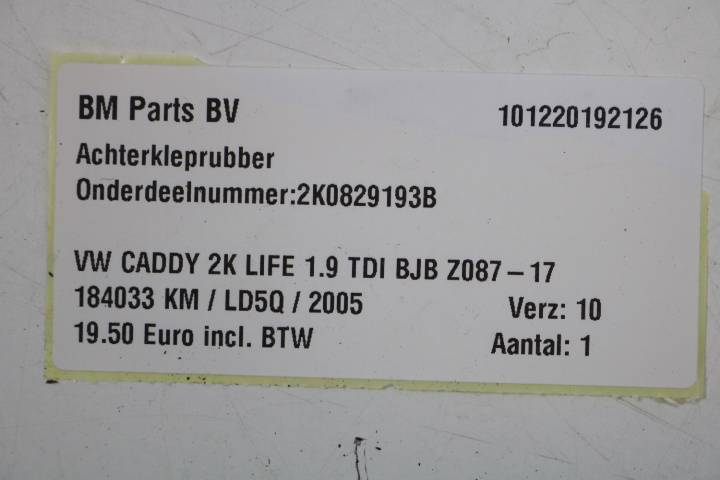 BM Parts BV 101220192126
Achterkleprubber
Onderdeelnummer:2K0829193B
VW CADDY 2K LIFE 1.9 TDI BJB Z087-17
184033 KM / LD5Q / 2005 Verz: 10
19.50 Euro incl. BTW Aantal: 1